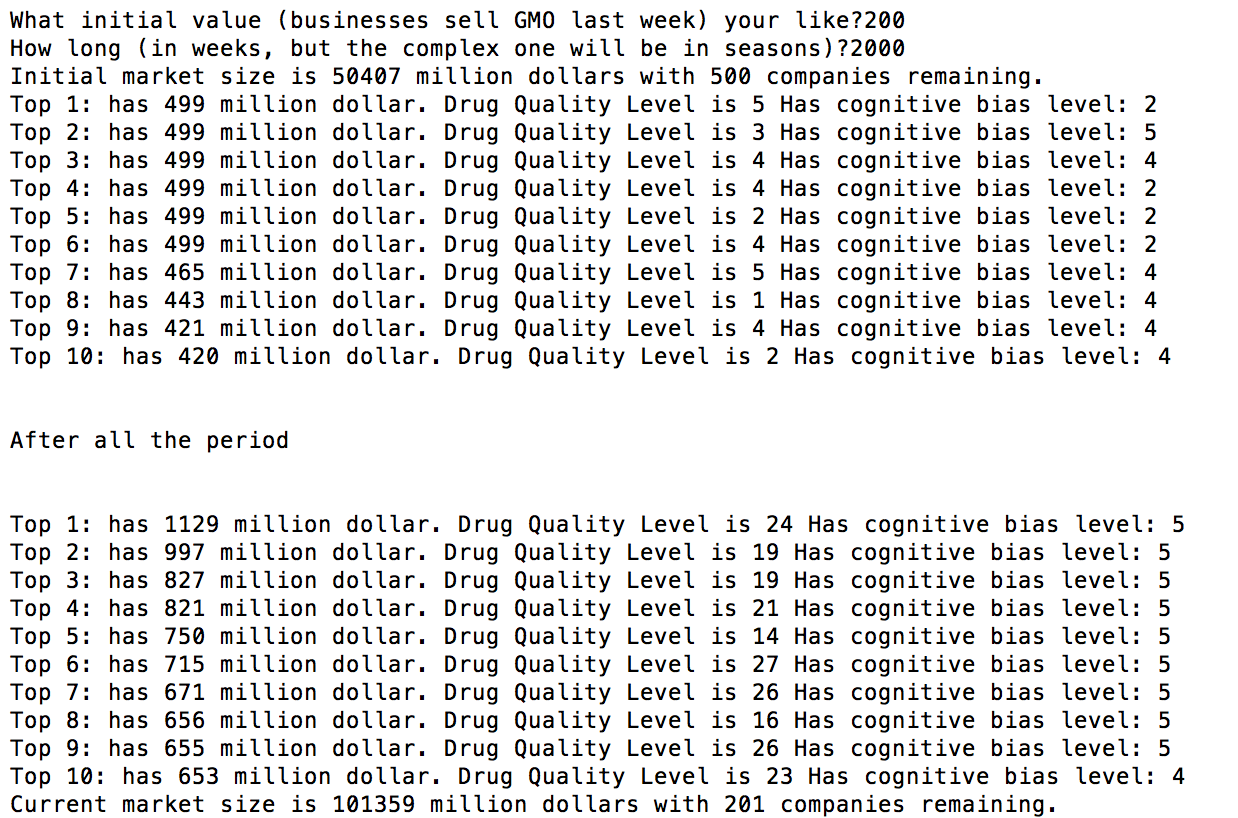 What initial value (businesses sell GMO last week) your like?200
How long (in weeks, but the complex one will be in seasons)?2000
Initial market size is 50407 million dollars with 500 companies remaining.
Top 1: has 499 million dollar. Drug Quality Level is 5 Has cognitive bias level: 2
Top 2: has 499 million dollar. Drug Quality Level is 3 Has cognitive bias level: 5
Top 3: has 499 million dollar. Drug Quality Level is 4 Has cognitive bias level: 4
Top 4: has 499 million dollar. Drug Quality Level is 4 Has cognitive bias level: 2
Top 5: has 499 million dollar. Drug Quality Level is 2 Has cognitive bias level: 2
Top 6: has 499 million dollar. Drug Quality Level is 4 Has cognitive bias level: 2
Top 7: has 465 million dollar. Drug Quality Level is 5 Has cognitive bias level: 4
Top 8: has 443 million dollar. Drug Quality Level is 1 Has cognitive bias level: 4
Top 9: has 421 million dollar. Drug Quality Level is 4 Has cognitive bias level: 4
Top 10: has 420 million dollar. Drug Quality Level is 2 Has cognitive bias level: 4
After all the period
Top 1: has 1129 million dollar. Drug Quality Level is 24 Has cognitive bias level: 5
Top 2: has 997 million dollar. Drug Quality Level is 19 Has cognitive bias level: 5
Top 3: has 827 million dollar. Drug Quality Level is 19 Has cognitive bias level: 5
Top 4: has 821 million dollar. Drug Quality Level is 21 Has cognitive bias level: 5
Top 5: has 750 million dollar. Drug Quality Level is 14 Has cognitive bias level: 5
Top 6: has 715 million dollar. Drug Quality Level is 27 Has cognitive bias level: 5
Top 7: has 671 million dollar. Drug Quality Level is 26 Has cognitive bias level: 5
Top 8: has 656 million dollar. Drug Quality Level is 16 Has cognitive bias level: 5
Top 9: has 655 million dollar. Drug Quality Level is 26 Has cognitive bias level: 5
Top 10: has 653 million dollar. Drug Quality Level is 23 Has cognitive bias level: 4
Current market size is 101359 million dollars with 201 companies remaining.